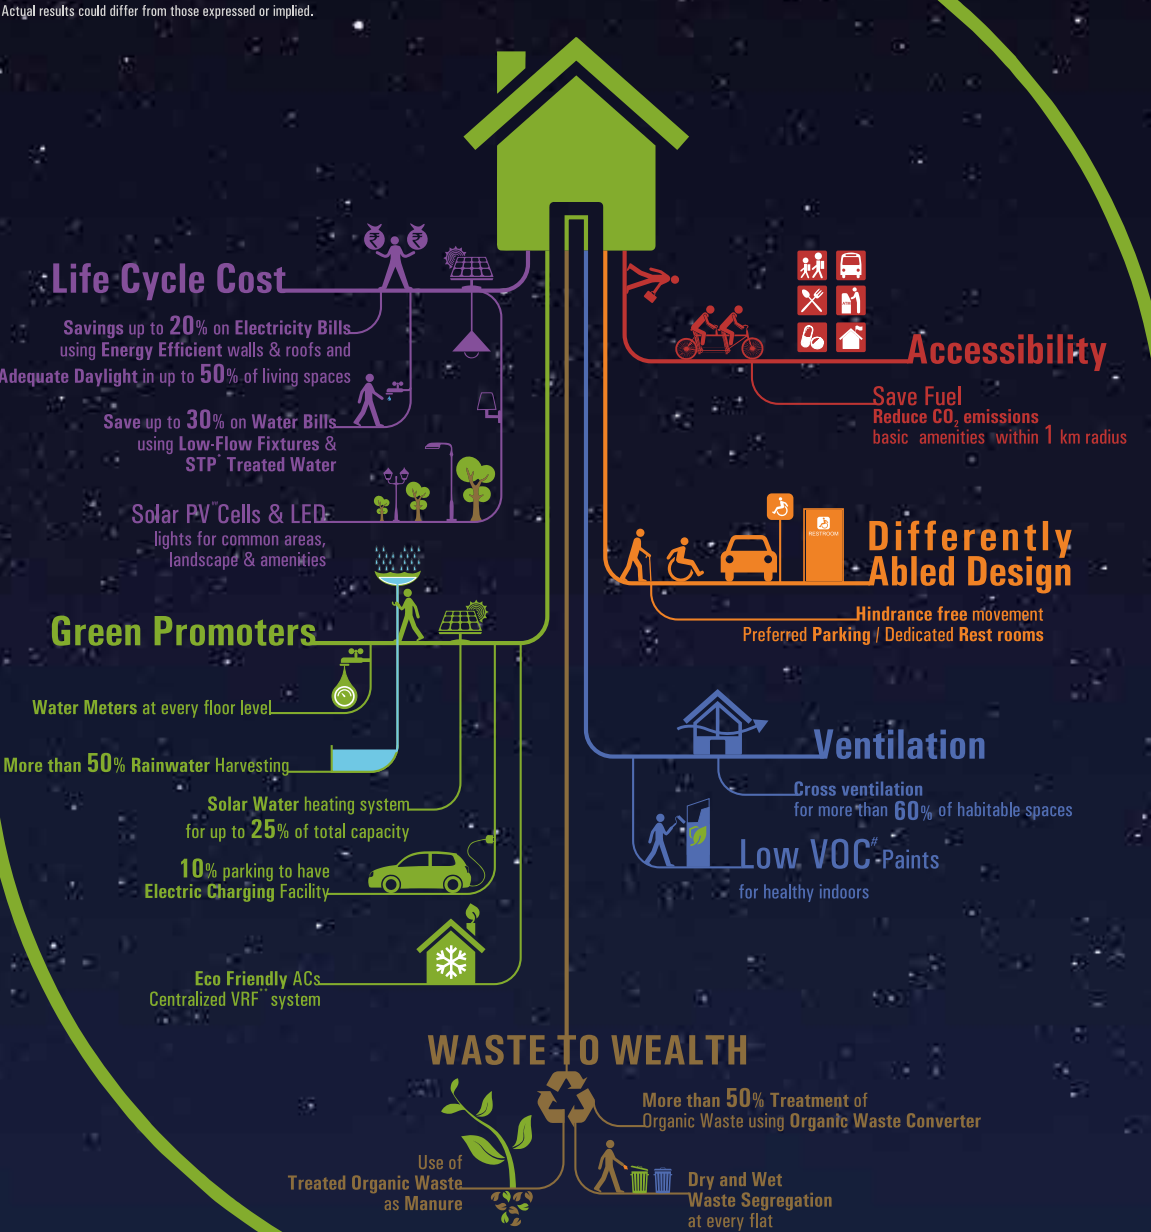 Actual results could differ from those expressed or implied.
Life Cycle Cost
Savings up to 20% on Electricity Bills
using Energy Efficient walls & roofs and
Adequate Daylight in up to 50% of living spaces
Save up to 30% on Water Bills
using Low-Flow Fixtures &
STP* Treated Water
Solar PV** Cells & LED
lights for common areas,
landscape & amenities
Green Promoters
Water Meters at every floor level
More than 50% Rainwater Harvesting
Solar Water heating system
for up to 25% of total capacity
10% parking to have
Electric Charging Facility
Eco Friendly ACs
Centralized VRF** system
ATM
Accessibility
Save Fuel
Reduce CO₂ emissions
basic amenities within 1 km radius
RESTROOM
Differently
Abled Design
Hindrance free movement
Preferred Parking / Dedicated Rest rooms
Ventilation
Cross ventilation
for more than 60% of habitable spaces
Low VOC# Paints
for healthy indoors
WASTE TO WEALTH
More than 50% Treatment of
Organic Waste using Organic Waste Converter
Use of
Treated Organic Waste
as Manure
Dry and Wet
Waste Segregation
at every flat